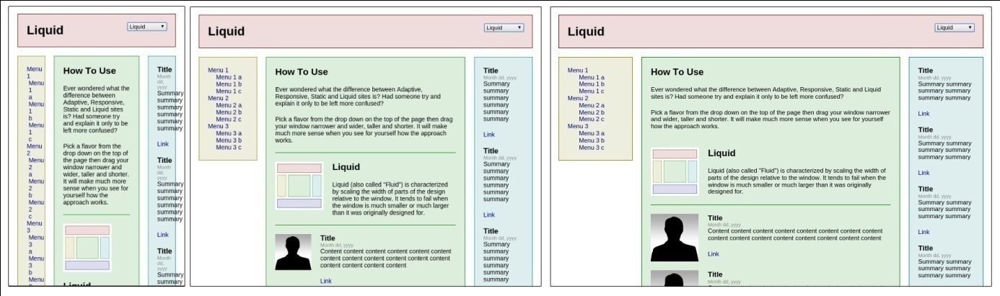 Liquid
Liquid
Menu
1
Menu
1
a
Menu
1
b
Menu
1
c
Menu
2
Menu
2
a
Menu
2
b
Menu
2
c
Menu
3
Menu
3
a
Menu
3
b
Menu
How To Use
Ever wondered what the
difference between
Adaptive, Responsive,
Static and Liquid sites
is? Had someone try
and explain it only to be
left more confused?
Pick a flavor from the
drop down on the top of
the page then drag your
window narrower and
wider, taller and shorter.
It will make much more
sense when you see for
yourself how the
approach works.
Liquid
Title
Month
dd,
yyyy
Summary
summary
summary
summary
summary
summary
Link
Title
Month
dd,
yyyy
Summary
summary
summary
summary
summary
summary
Link
Title
Month
dd,
yyyy
Summary
summary
Liquid
Liquid
Menu 1
Menu 1 a
Menu 1 b
Menu 1 c
Menu 2
Menu 2 a
Menu 2 b
Menu 2 c
Menu 3
Menu 3 a
Menu 3 b
Menu 3 c
How To Use
Ever wondered what the difference between Adaptive,
Responsive, Static and Liquid sites? Had someone try and
explain it only to be left more confused?
Pick a flavor from the drop down on the top of the page then drag
your window narrower and wider, taller and shorter. It will make
much more sense when you see for yourself how the approach
works.
Liquid
Liquid (also called "Fluid") is characterized
by scaling the width of parts of the design
relative to the window. It tends to fail when
the window is much smaller or much larger
than it was originally designed for.
Title
Month dd, yyyy
Content content content content content content content
content content content content content content content
content content content content content
Link
Title
Month dd, yyyy
Summary
summary
summary
summary
summary
summary
Link
Title
Month dd, yyyy
Summary
summary
summary
summary
summary
summary
Link
Title
Month dd, yyyy
Summary
summary
summary
summary
summary
summary
Liquid
Liquid
Menu 1
Menu 1 a
Menu 1 b
Menu 1 c
Menu 2
Menu 2 a
Menu 2 b
Menu 2 c
Menu 3
Menu 3 a
Menu 3 b
Menu 3 c
How To Use
Ever wondered what the difference between Adaptive, Responsive, Static and Liquid
sites is? Had someone try and explain it only to be left more confused?
Pick a flavor from the drop down on the top of the page then drag your window narrower
and wider, taller and shorter. It will make much more sense when you see for yourself
how the approach works.
Liquid
Liquid (also called "Fluid") is characterized by scaling the width of
parts of the design relative to the window. It tends to fail when the
window is much smaller or much larger than it was originally
designed for.
Title
Month dd, yyyy
Content content content content content content content content
content content content content content content content content
Link
Title
Month dd, yyyy
Title
Month dd, yyyy
Summary summary
summary summary
summary summary
Link
Title
Month dd, yyyy
Summary summary
summary summary
summary summary
Link
Title
Month dd, yyyy
Summary summary
summary summary
summary summary
Link
Title
Month dd, yyyy
Summary summary
summary summary
summary summary